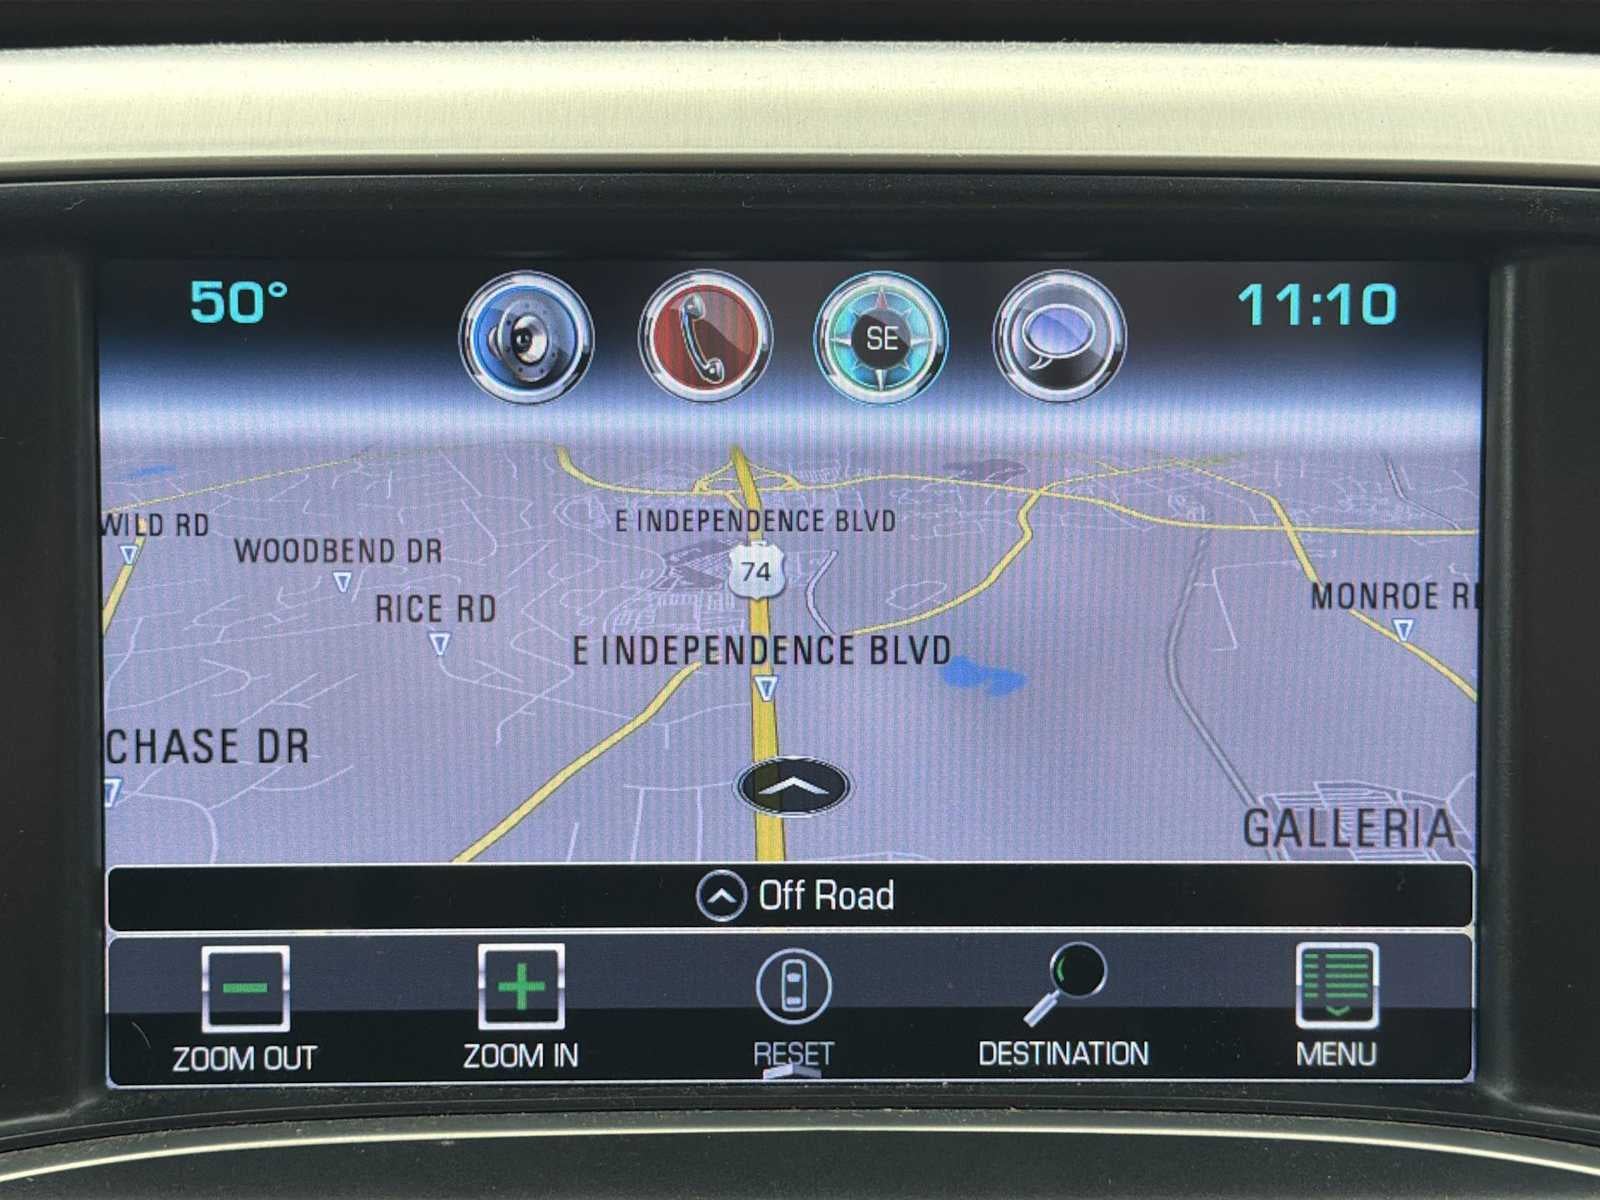 50°
SE
11:10
WILD RD
E INDEPENDENCE BLVD
WOODBEND DR
74
RICE RD
MONROE
E INDEPENDENCE BLVD
CHASE DR
GALLERIA
Off Road
ZOOM OUT
ZOOM IN
RESET
DESTINATION
MENU